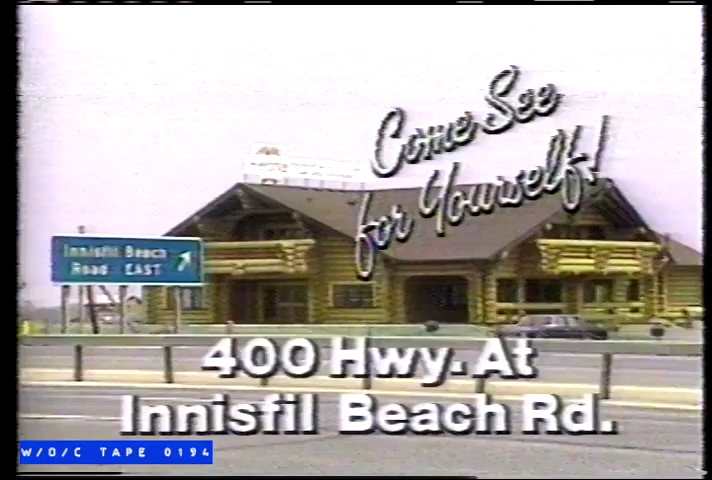 Come See
for Yourself!
Innisfil Beach
Road EAST
400 Hwy. At
Innisfil Beach Rd.
W/O/C TAPE 0194